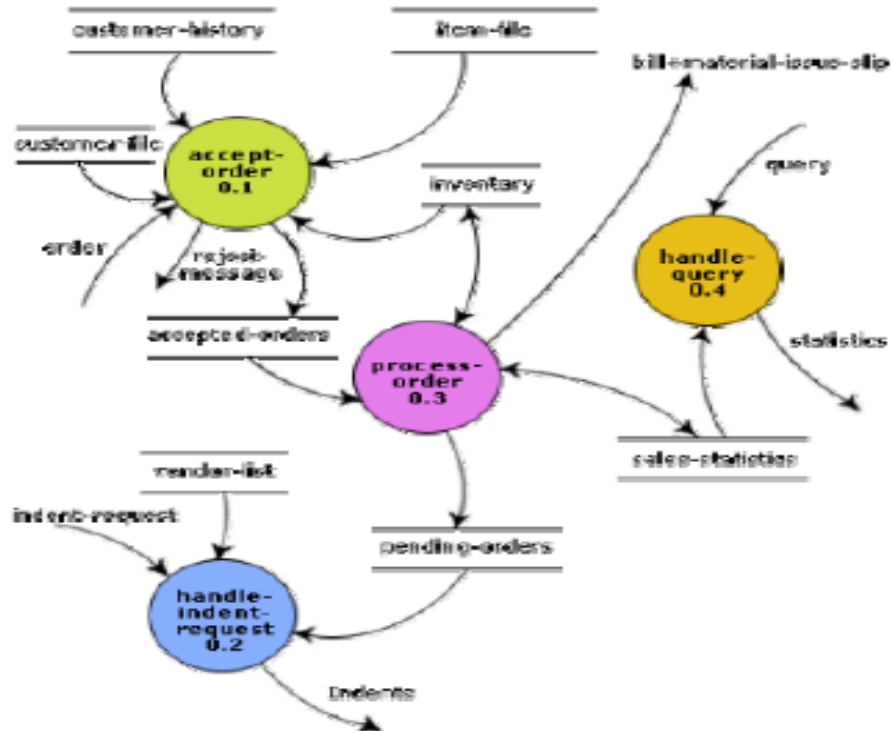 customer-history
item-file
bill+material-issue-slip
customer-file
accept-
order
0.1
inventory
query
order
reject-
message
handle-
query
0.4
accepted-orders
process-
order
0.3
statistics
vendor-list
sales-statistics
indent-request
pending-orders
handle-
indent-
request
0.2
Indents